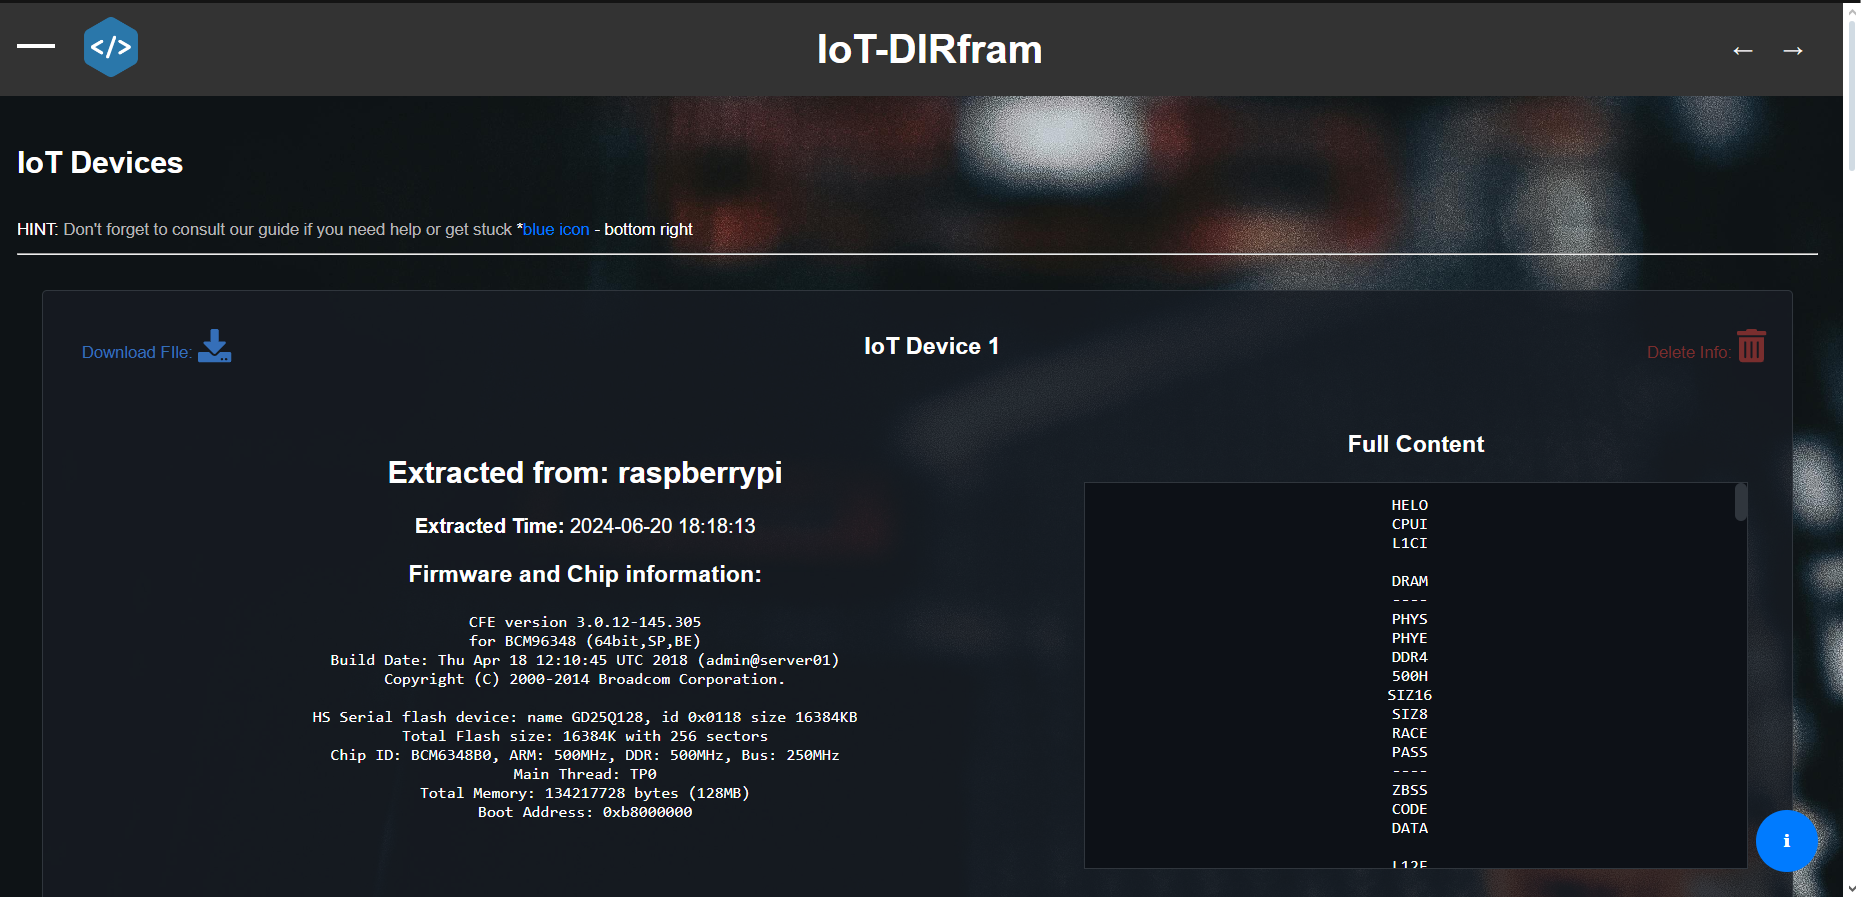 </>
IoT-DIRfram
← →
IoT Devices
HINT: Don't forget to consult our guide if you need help or get stuck *blue icon - bottom right
Download FIle:
IoT Device 1
Delete Info:
Extracted from: raspberrypi
Extracted Time: 2024-06-20 18:18:13
Firmware and Chip information:
CFE version 3.0.12-145.305
for BCM96348 (64bit,SP,BE)
Build Date: Thu Apr 18 12:10:45 UTC 2018 (admin@server01)
Copyright (C) 2000-2014 Broadcom Corporation.
HS Serial flash device: name GD25Q128, id 0x0118 size 16384KB
Total Flash size: 16384K with 256 sectors
Chip ID: BCM6348B0, ARM: 500MHz, DDR: 500MHz, Bus: 250MHz
Main Thread: TP0
Total Memory: 134217728 bytes (128MB)
Boot Address: 0xb8000000
Full Content
HELO
CPUI
L1CI
DRAM
----
PHYS
PHYE
DDR4
500H
SIZ16
SIZ8
RACE
PASS
----
ZBSS
CODE
DATA
i